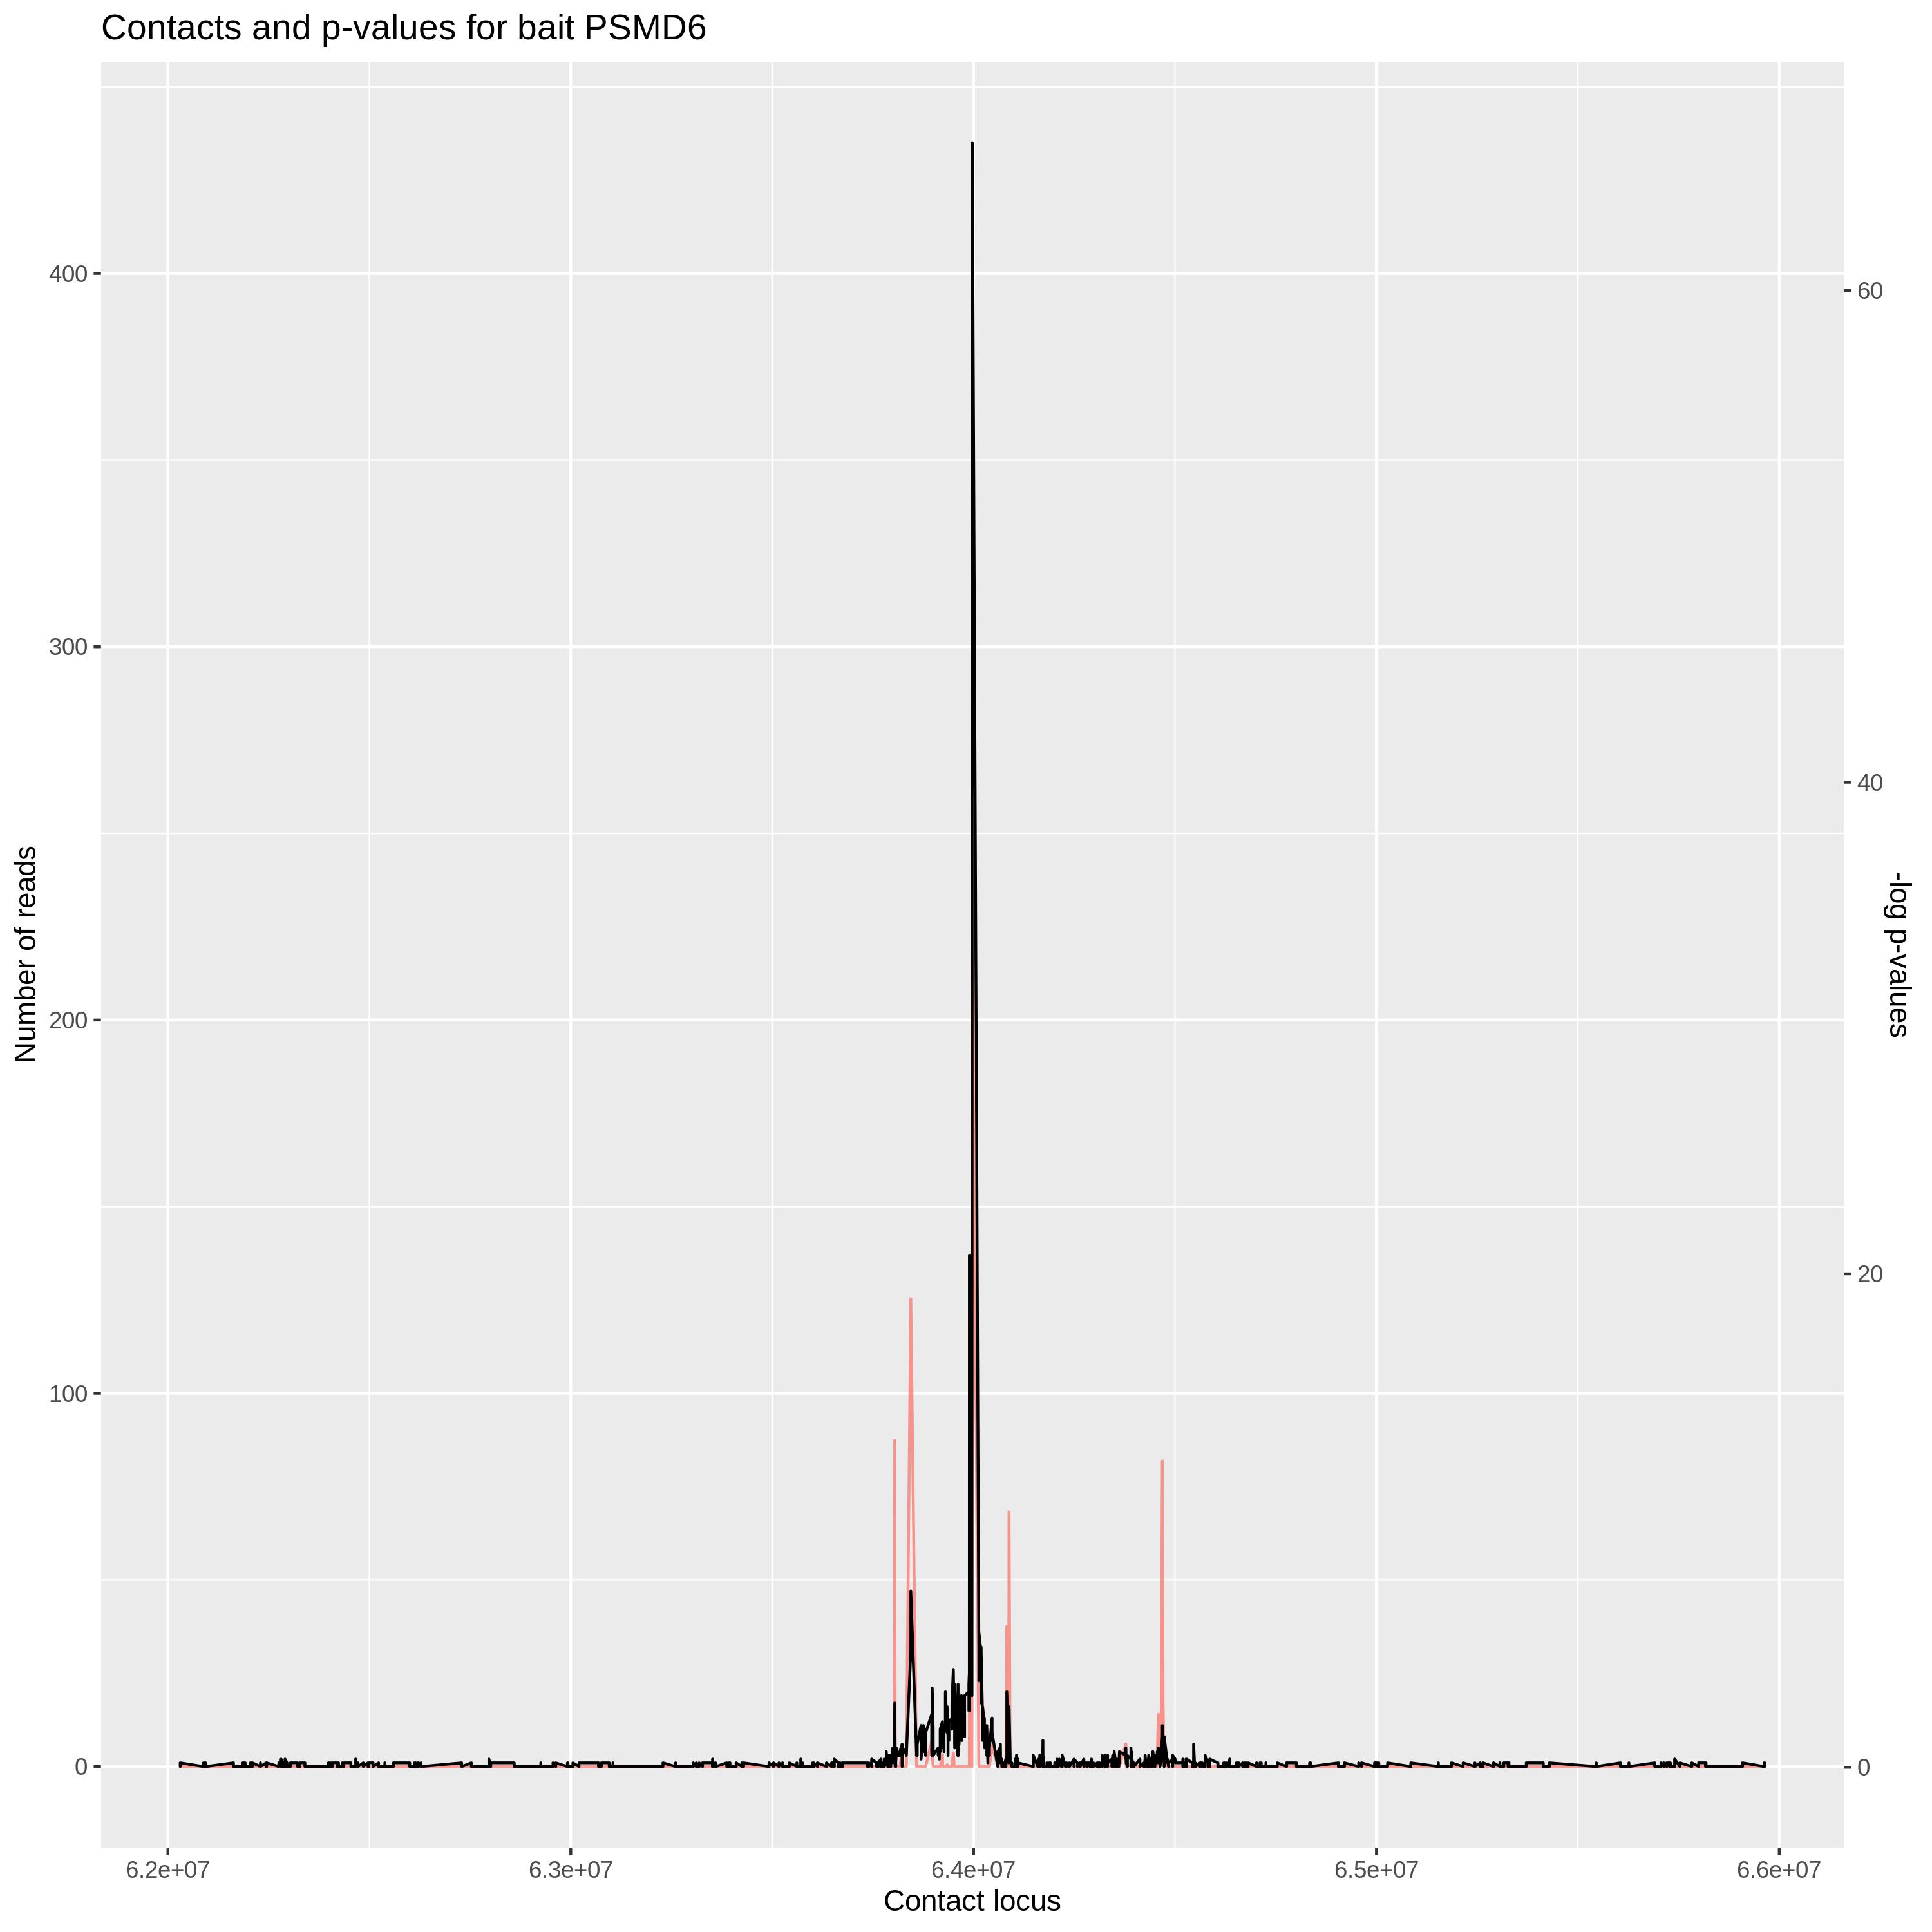 Contacts and p-values for bait PSMD6
Number of reads
400
300
200
100
0
60
40
20
0
-log p-values
6.2e+07
6.3e+07
6.4e+07
6.5e+07
6.6e+07
Contact locus